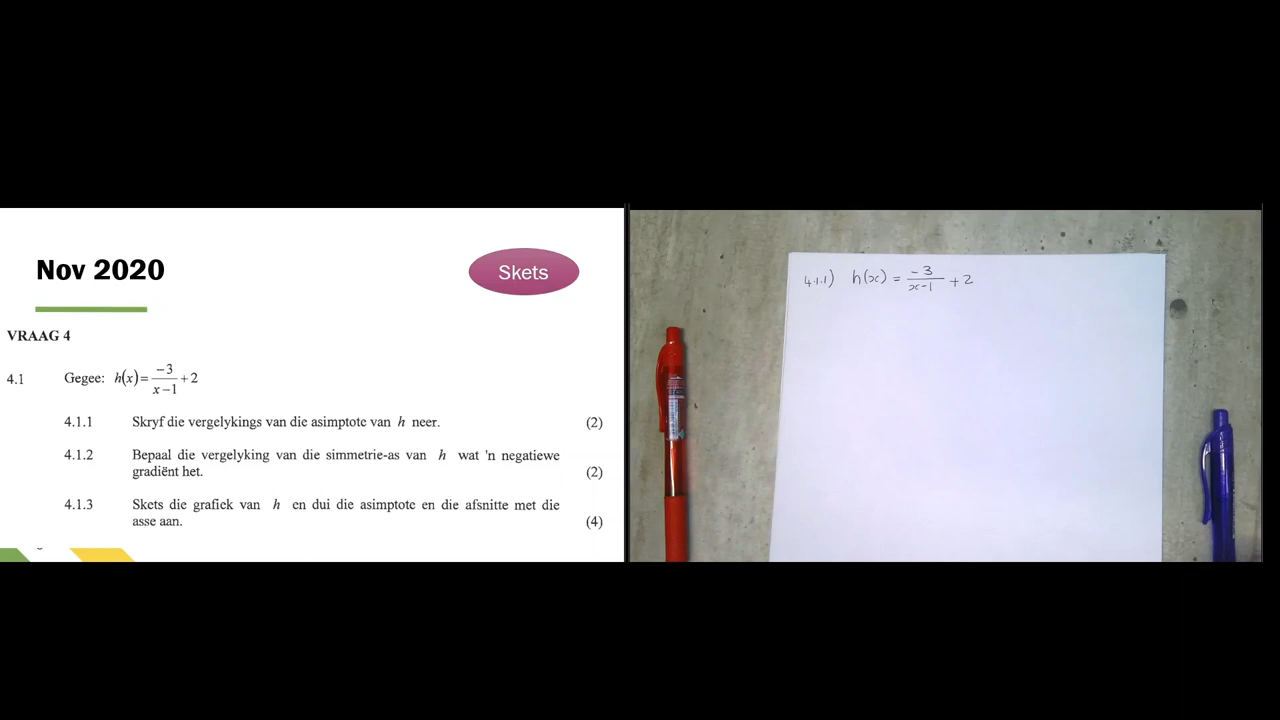 Nov 2020
Skets
VRAAG 4
4.1 Gegee: h(x)=\frac{-3}{x-1}+2
4.1.1 Skryf die vergelykings van die asimptote van h neer. (2)
4.1.2 Bepaal die vergelyking van die simmetrie-as van h wat 'n negatiewe
gradiënt het. (2)
4.1.3 Skets die grafiek van h en dui die asimptote en die afsnitte met die
asse aan. (4)
4.1.1) h(x) = \frac{-3}{x-1} + 2